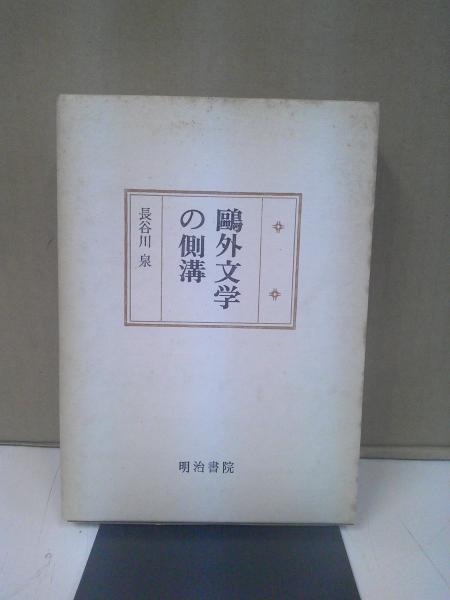 鷗外文学
の側溝
長谷川 泉
明治書院